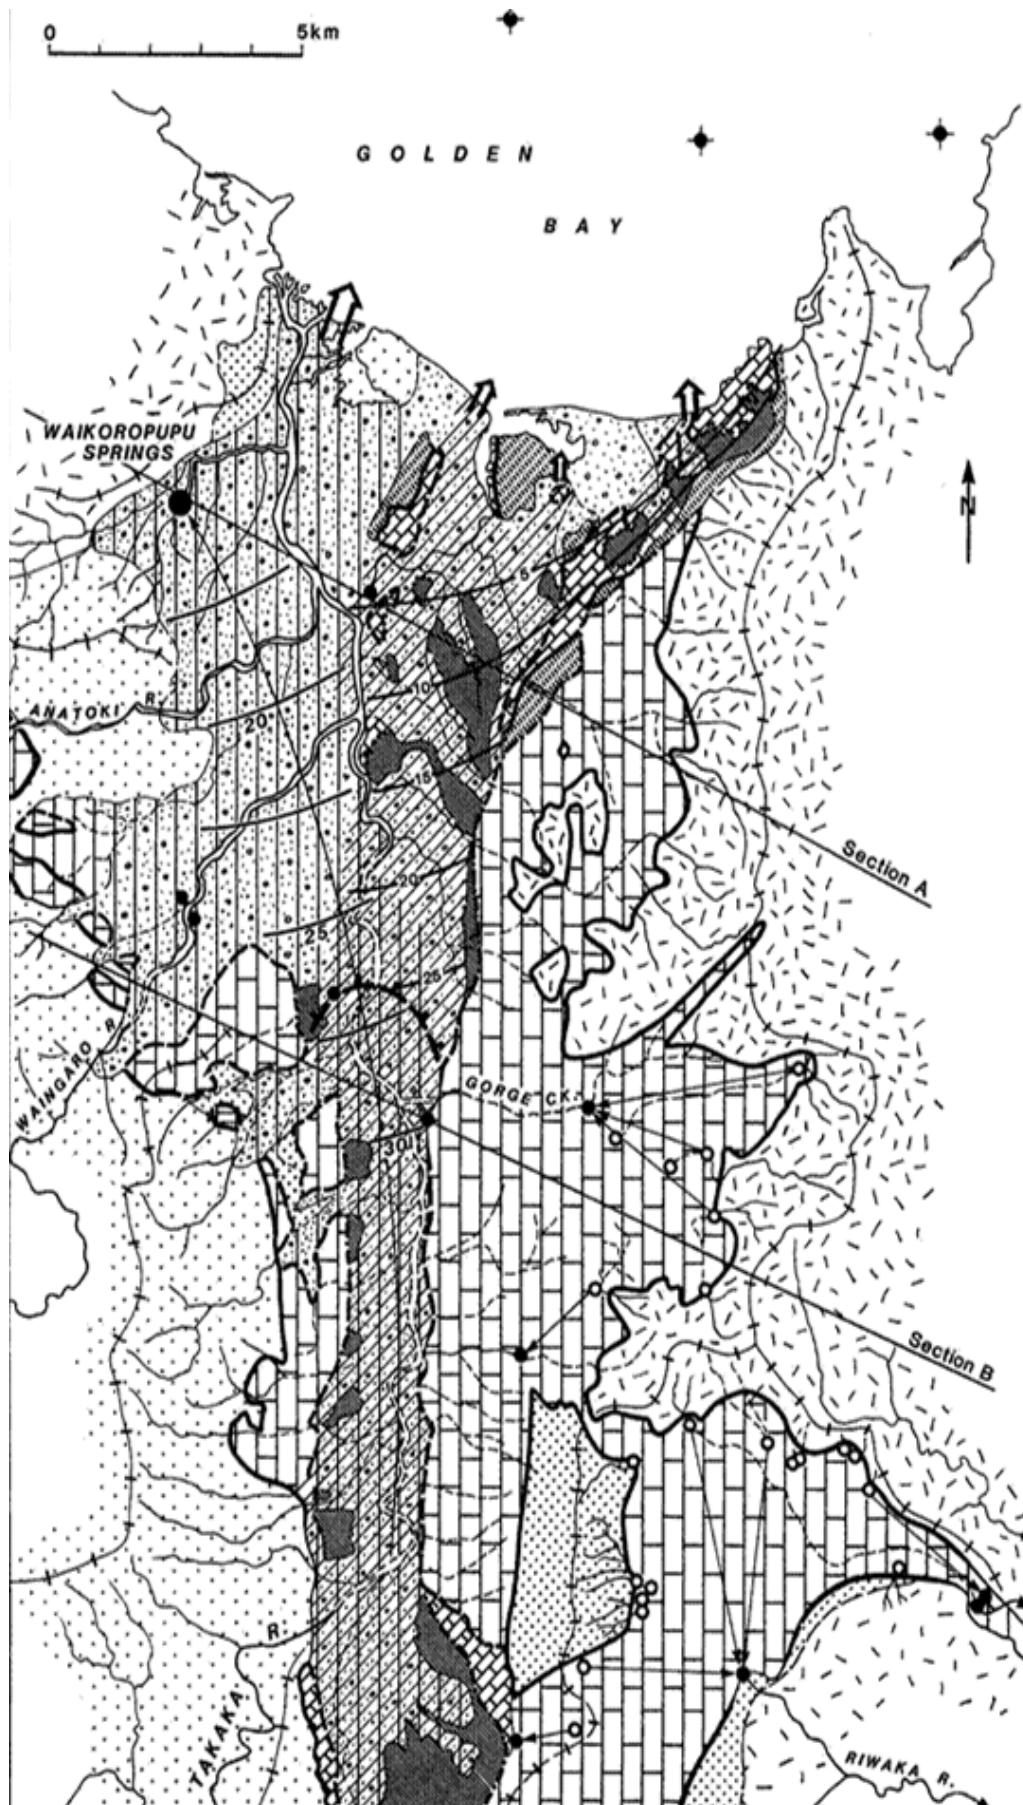 0 5km
GOLDEN
BAY
WAIKOROPUPU
SPRINGS
N
5
10
ANATOKI R.
20
15
Section A
20
25
25
WAINGARO R.
GORGE CK.
30
Section B
R.
TAKAKA
RIWAKA R.